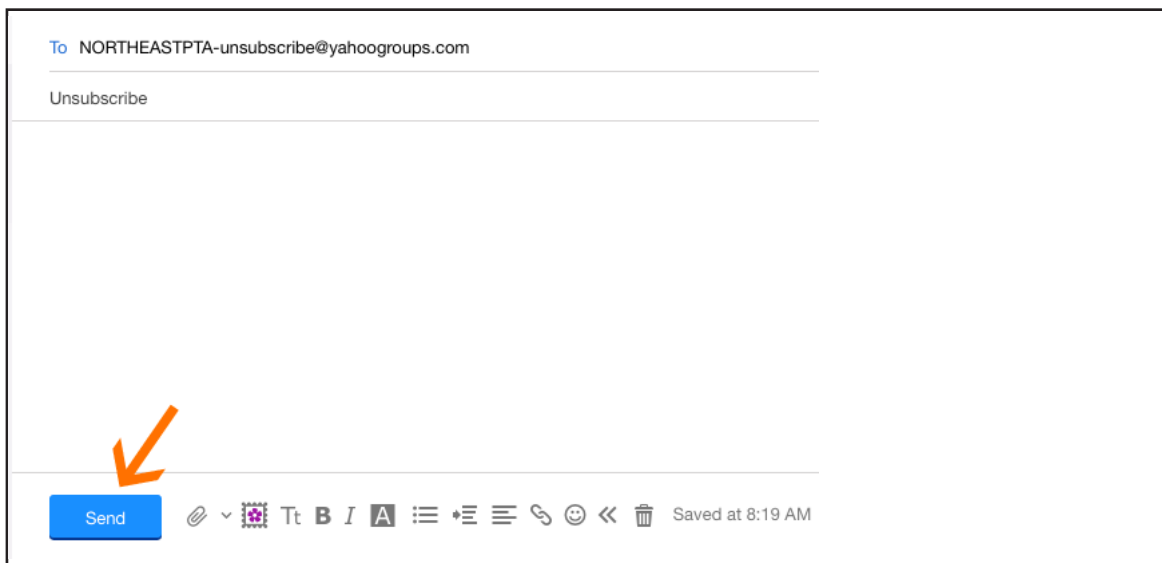 To NORTHEASTPTA-unsubscribe@yahoogroups.com
Unsubscribe
Send Tt B I A Saved at 8:19 AM